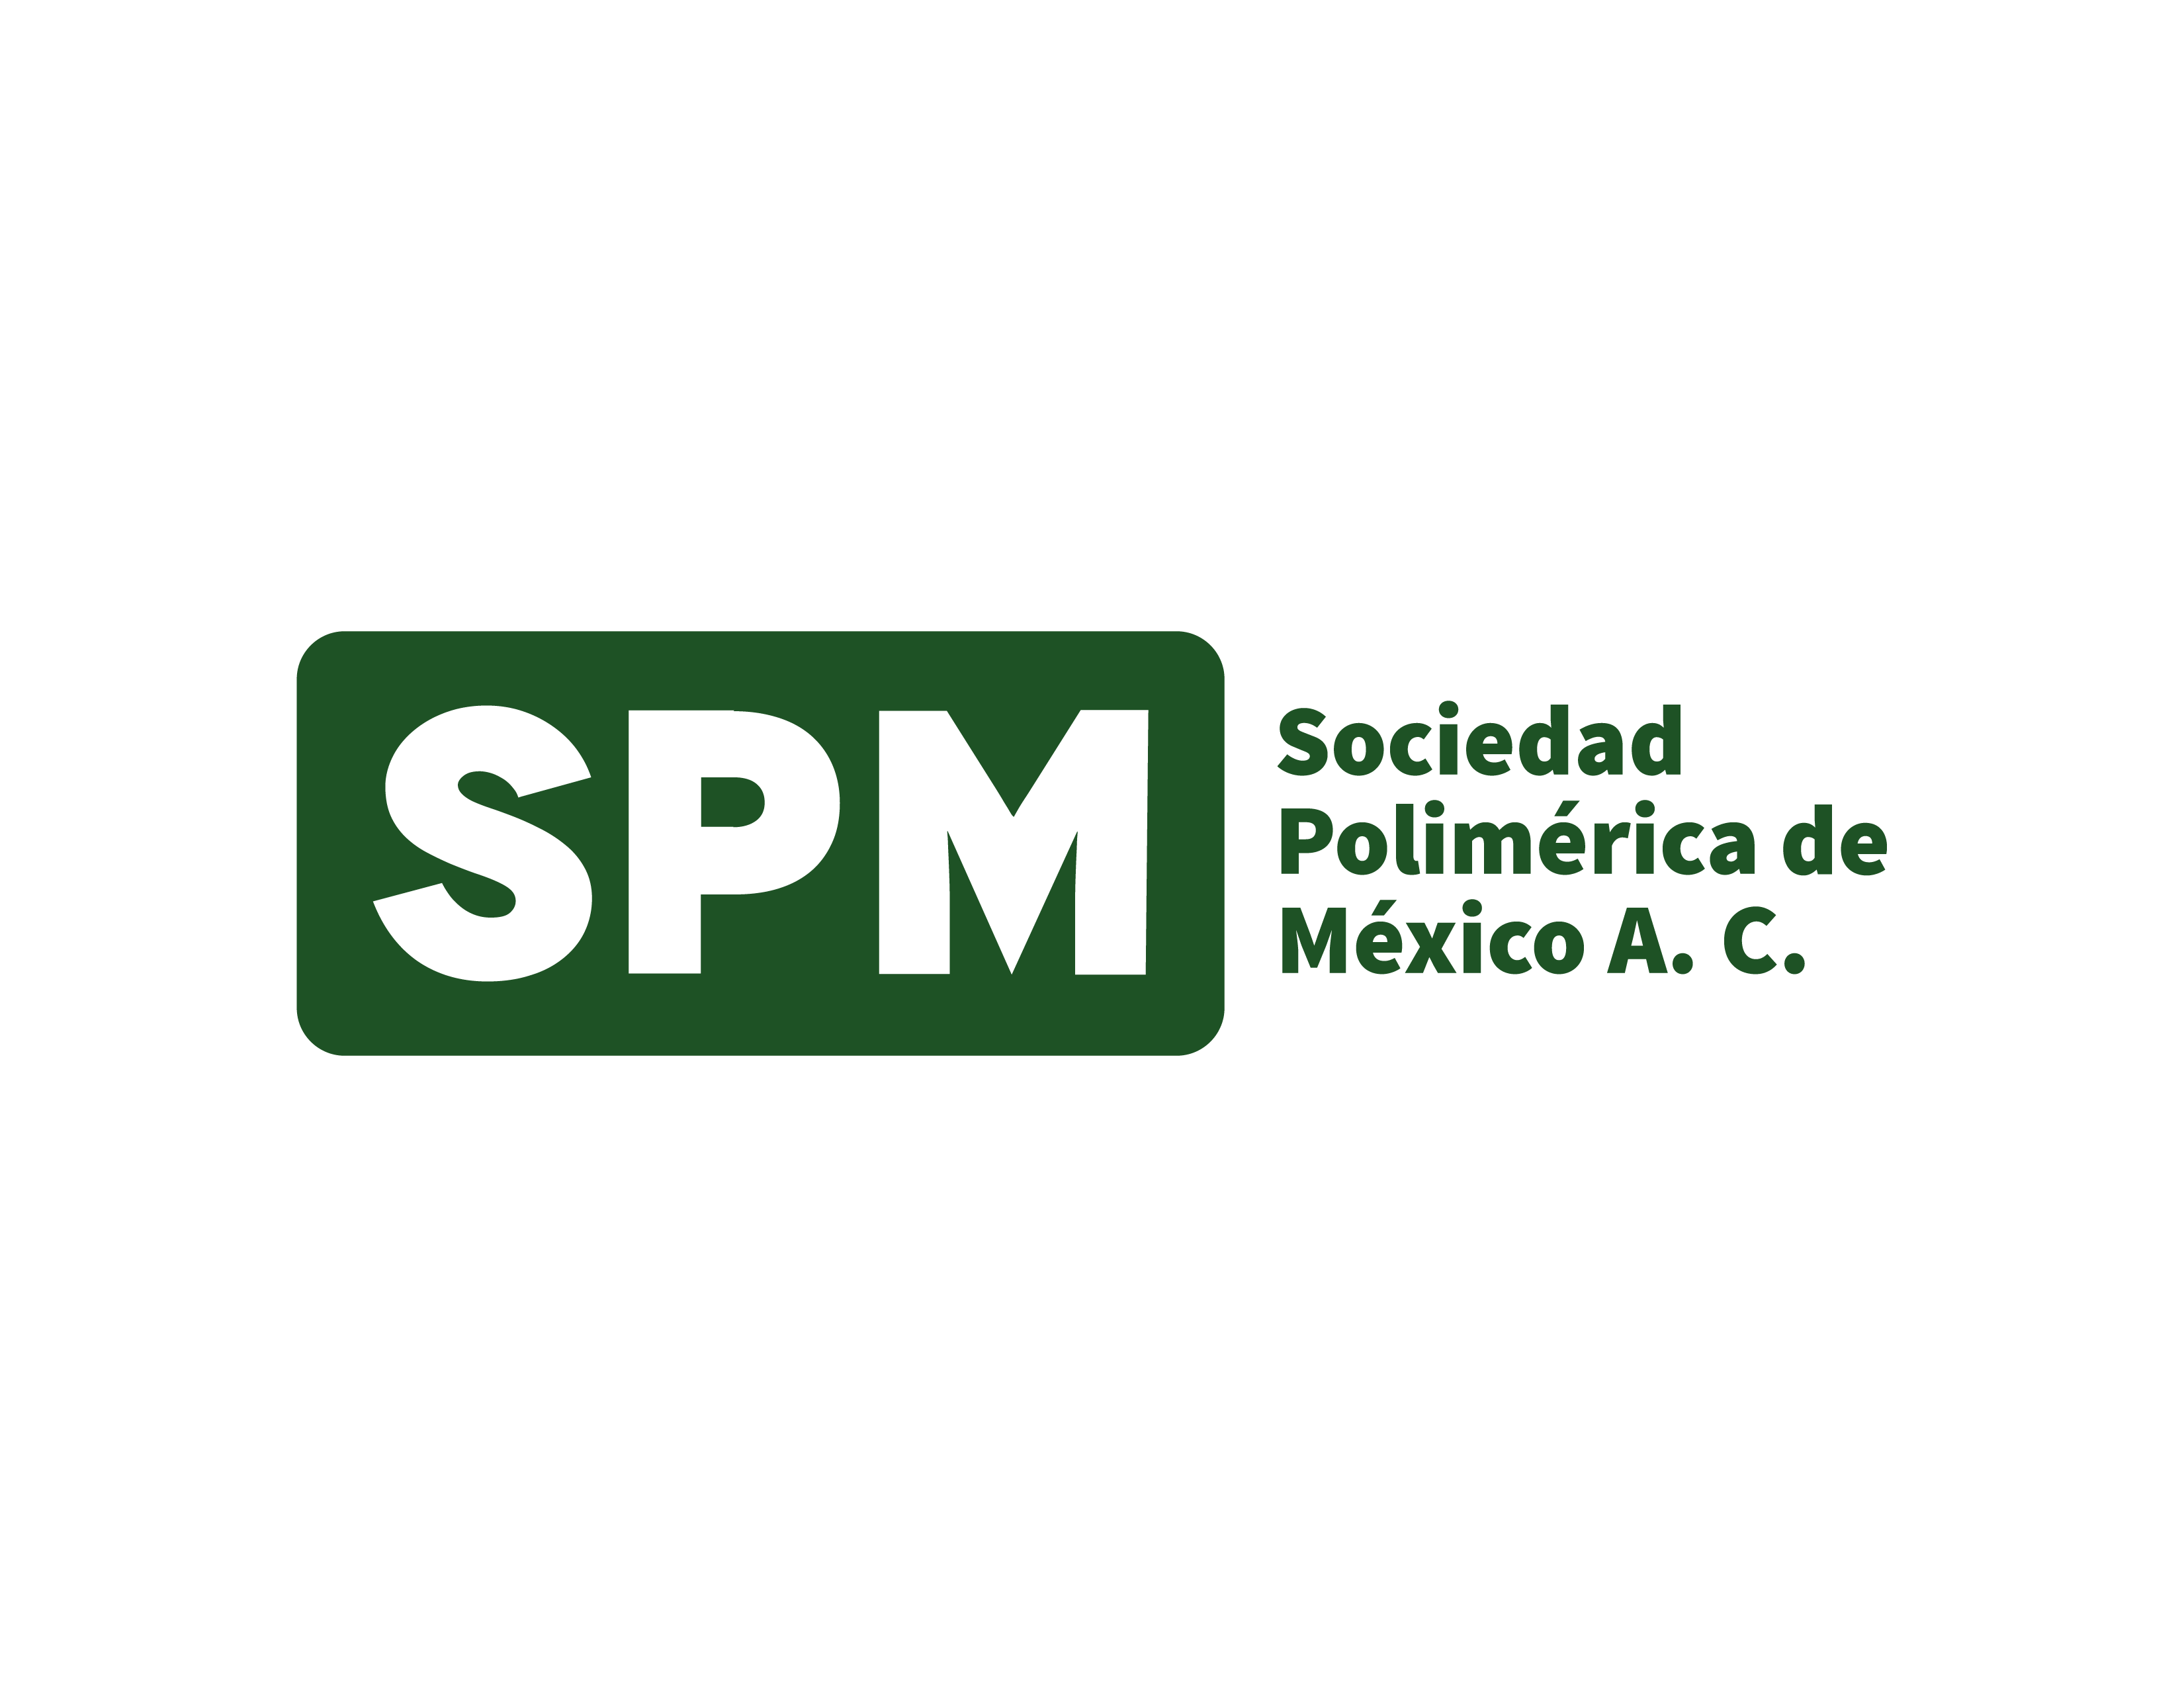 SPM
Sociedad
Polimérica de
México A. C.